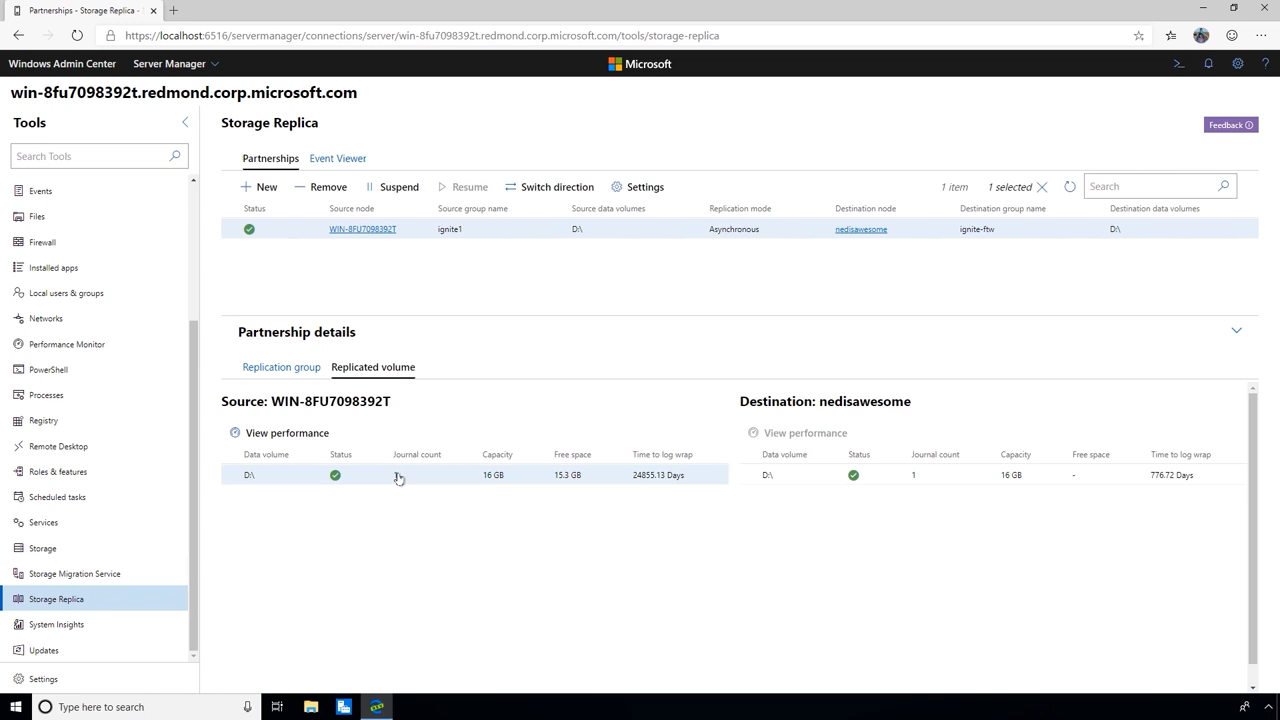 Partnerships - Storage Replica -
https://localhost:6516/servermanager/connections/server/win-8fu7098392t.redmond.corp.microsoft.com/tools/storage-replica
Windows Admin Center Server Manager Microsoft
win-8fu7098392t.redmond.corp.microsoft.com
Tools
Search Tools
Events
Files
Firewall
Installed apps
Local users & groups
Networks
Performance Monitor
PowerShell
Processes
Registry
Remote Desktop
Roles & features
Scheduled tasks
Services
Storage
Storage Migration Service
Storage Replica
System Insights
Updates
Settings
Storage Replica
Feedback
Partnerships Event Viewer
New Remove Suspend Resume Switch direction Settings 1 item 1 selected Search
Status Source node Source group name Source data volumes Replication mode Destination node Destination group name Destination data volumes
WIN-8FU7098392T ignite1 D:\ Asynchronous nedisawesome ignite-ftw D:\
Partnership details
Replication group Replicated volume
Source: WIN-8FU7098392T
View performance
Data volume Status Journal count Capacity Free space Time to log wrap
D:\ 16 GB 15.3 GB 24855.13 Days
Destination: nedisawesome
View performance
Data volume Status Journal count Capacity Free space Time to log wrap
D:\ 1 16 GB - 776.72 Days
Type here to search